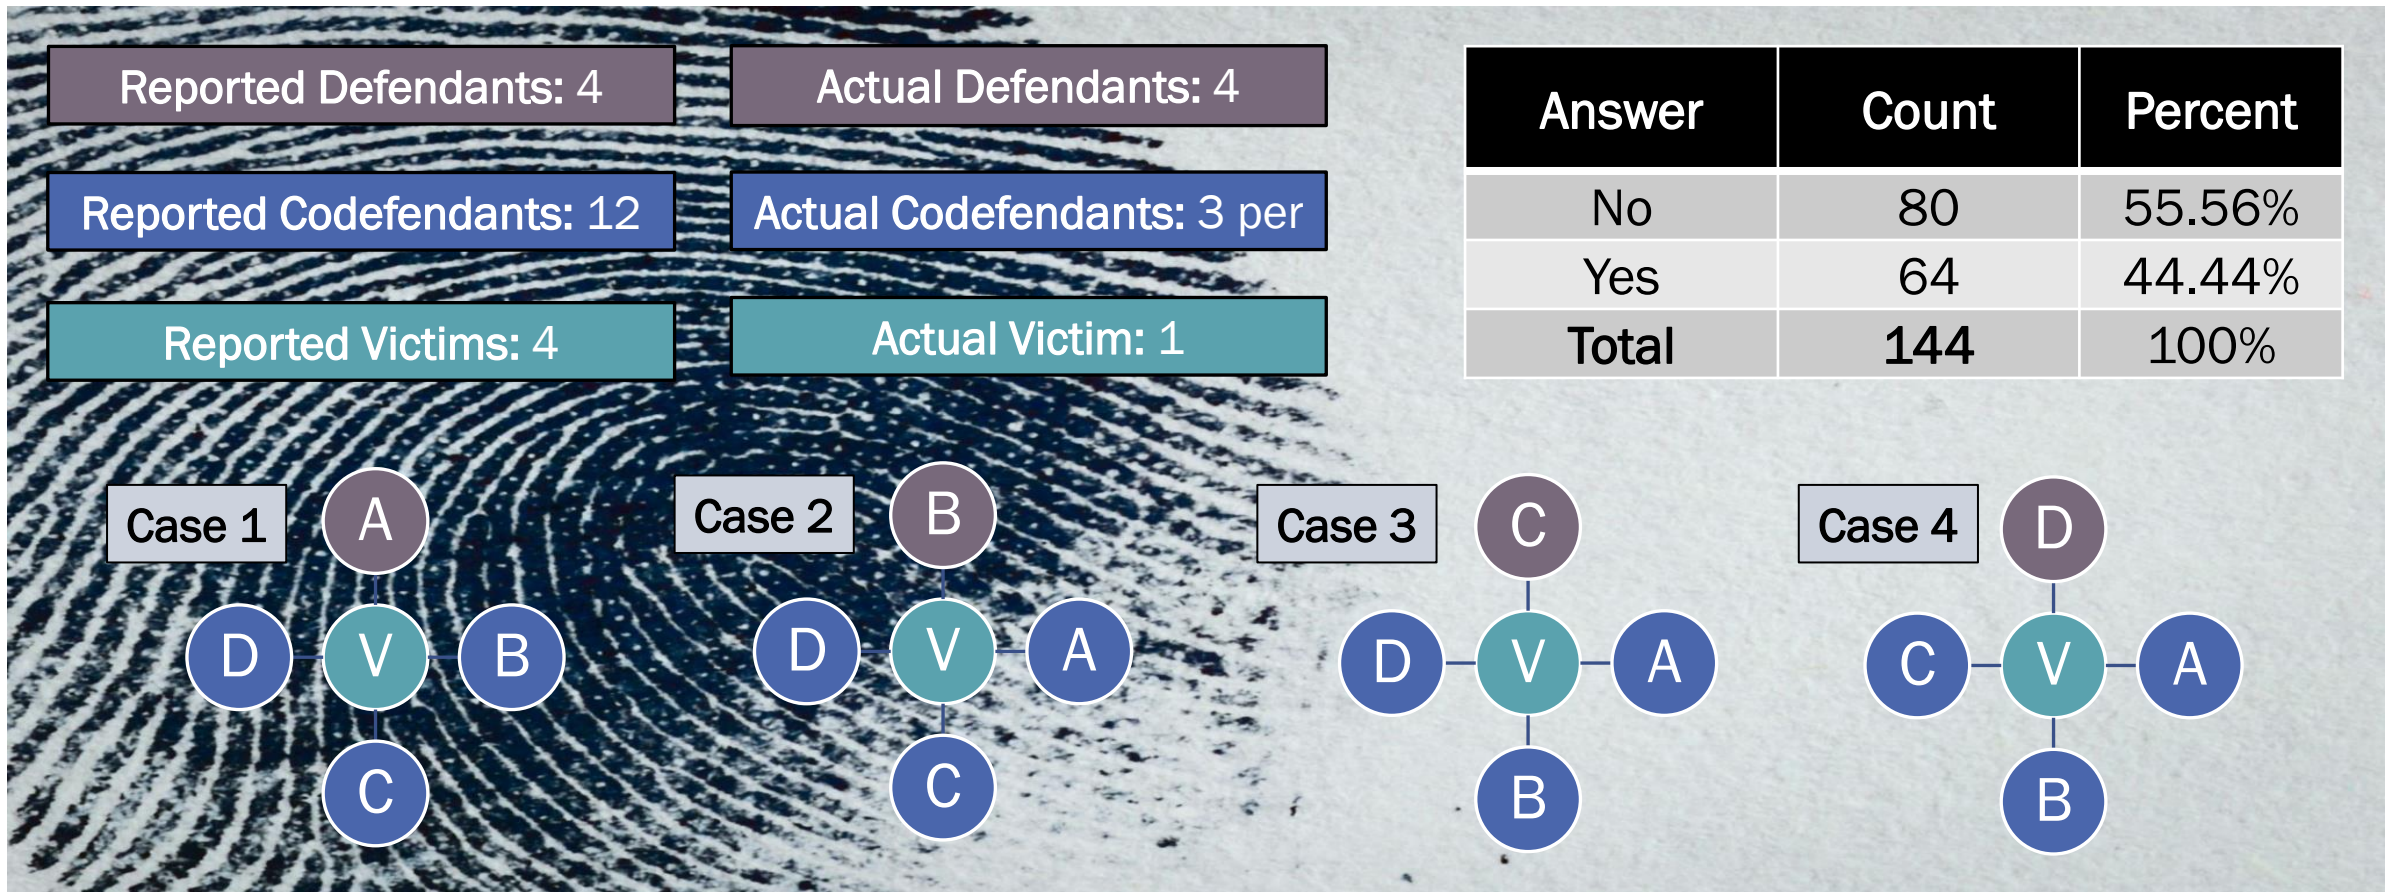 Reported Defendants: 4
Actual Defendants: 4
Reported Codefendants: 12
Actual Codefendants: 3 per
Reported Victims: 4
Actual Victim: 1
Answer Count Percent
No 80 55.56%
Yes 64 44.44%
Total 144 100%
Case 1
A
D V B
C
Case 2
B
D V A
C
Case 3
C
D V A
B
Case 4
D
C V A
B